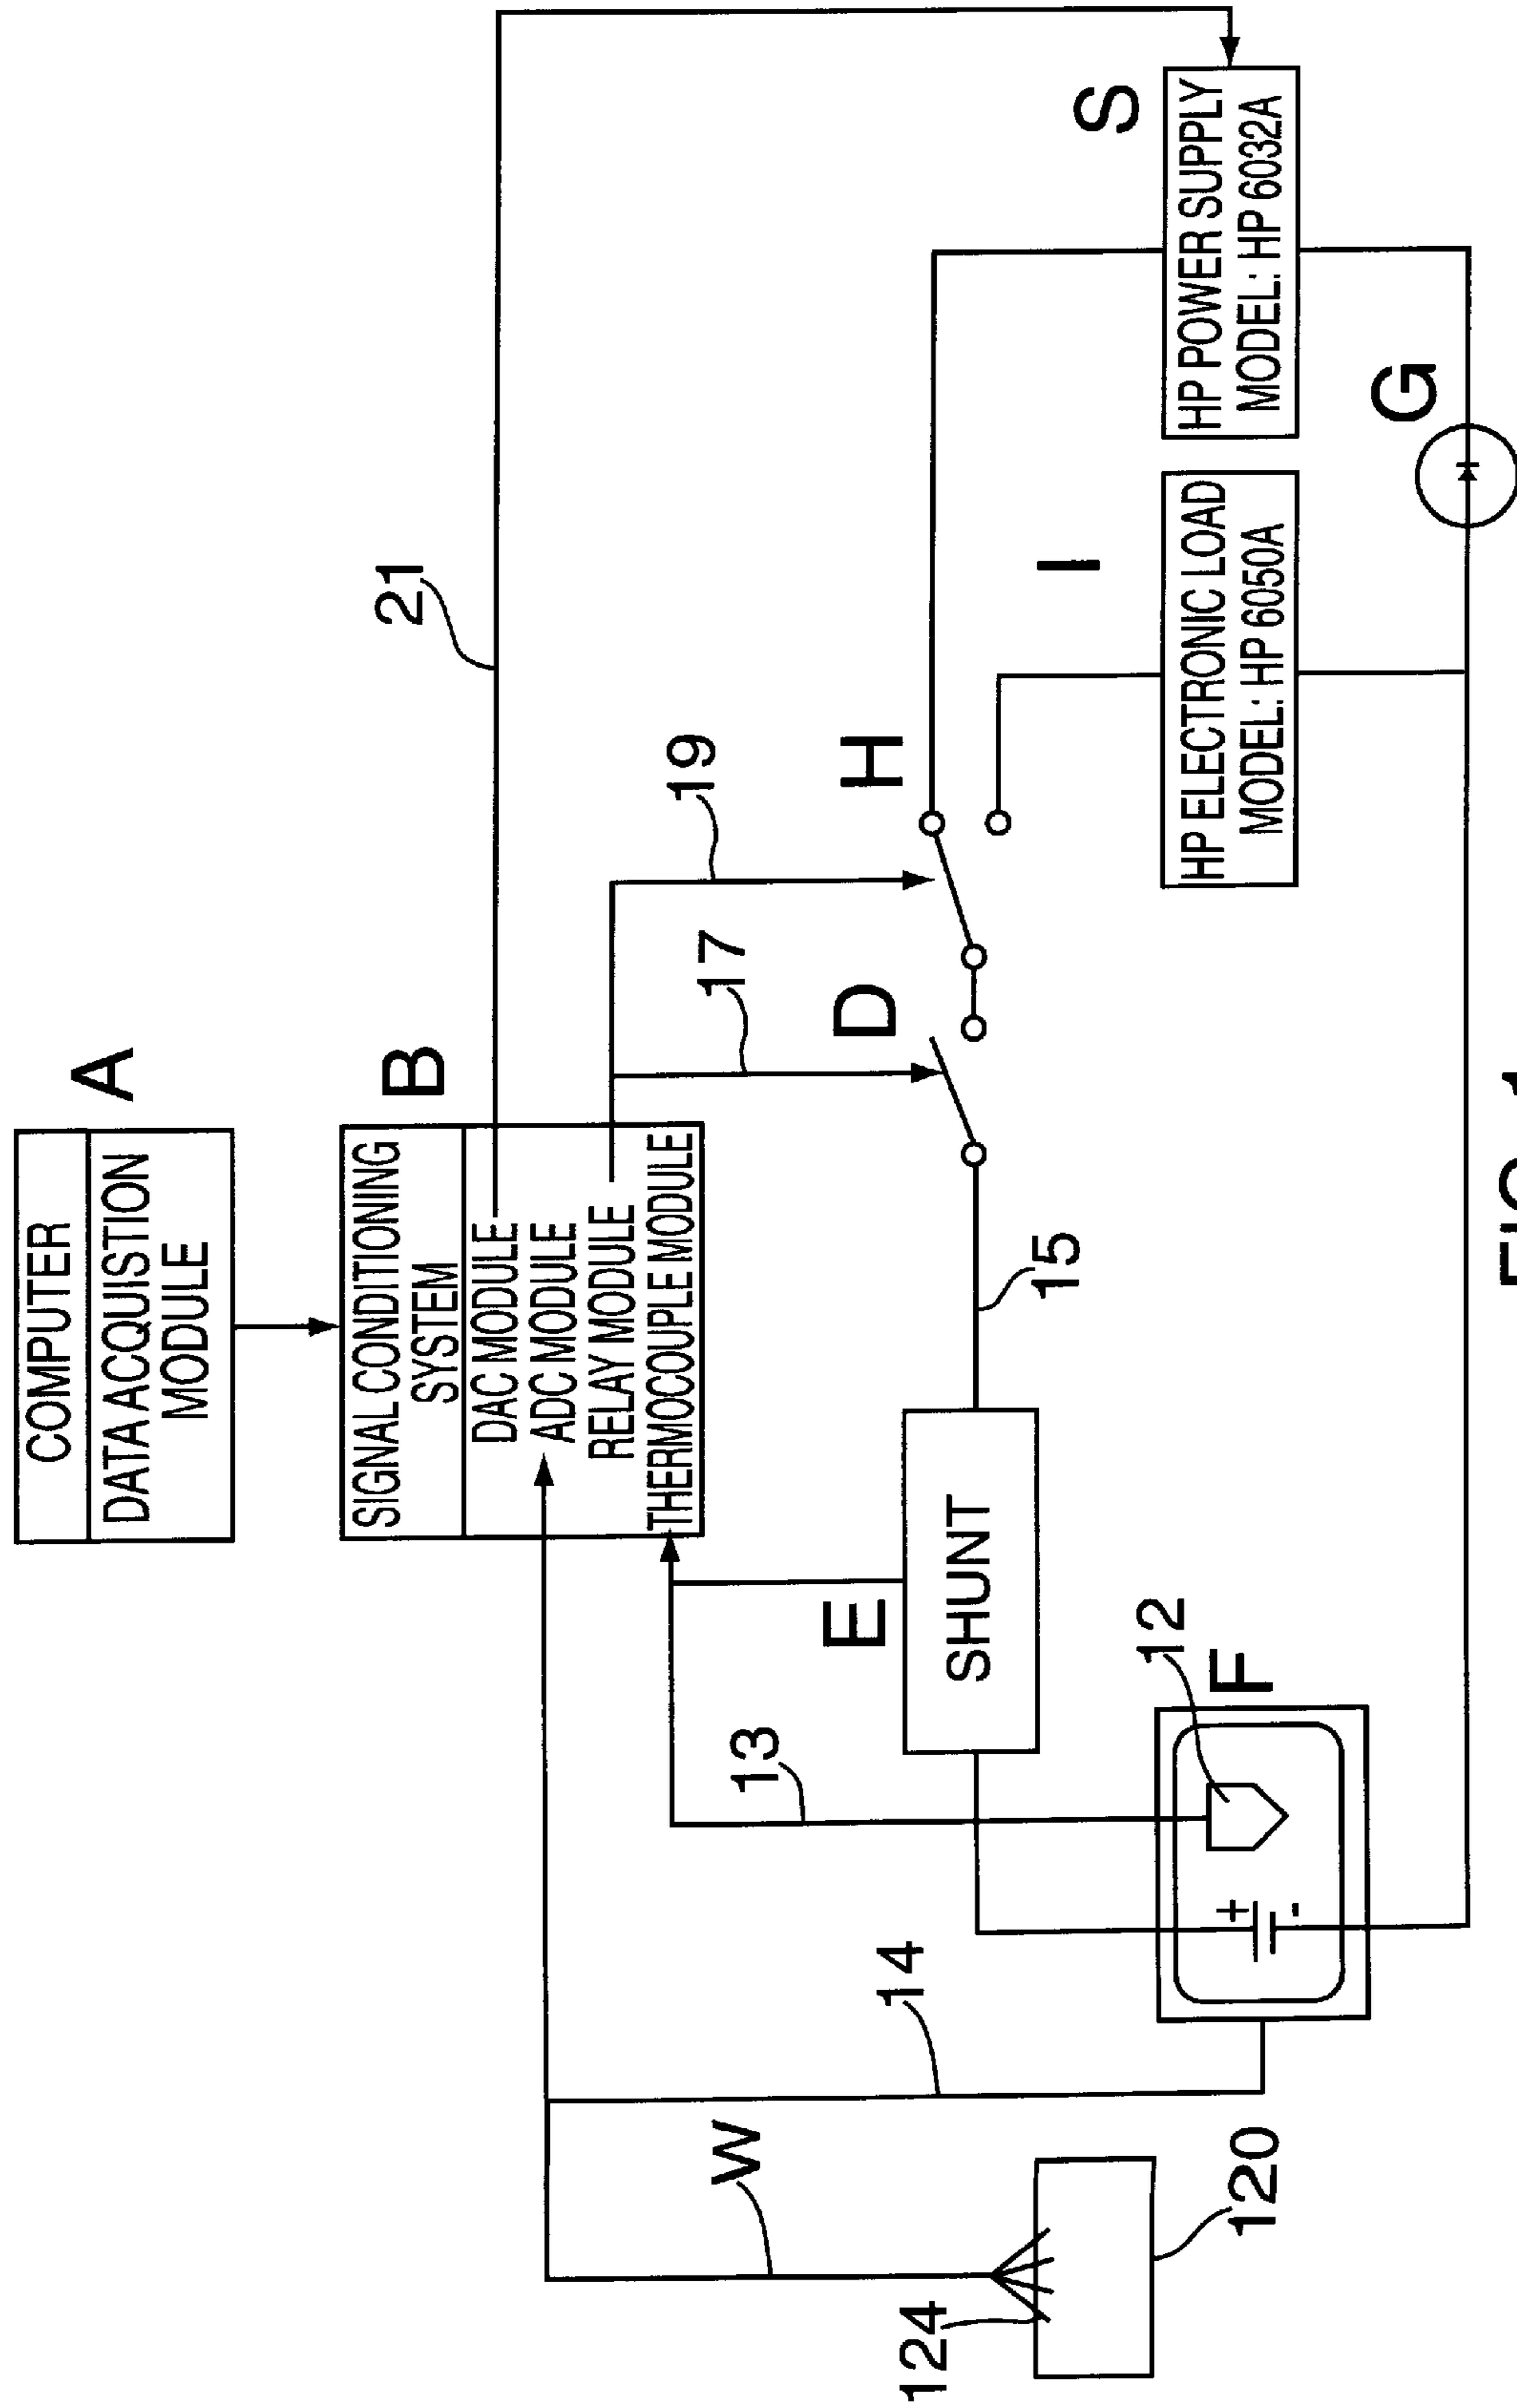 COMPUTER
DATA ACQUISTION
MODULE
A
SIGNAL CONDITIONING
SYSTEM
B
DAC MODULE
ADC MODULE
RELAY MODULE
THERMOCOUPLE MODULE
21
19
17
13
W
14
124
120
E
SHUNT
15
D
H
I
S
12
F
HP ELECTRONIC LOAD
MODEL: HP 6050A
HP POWER SUPPLY
MODEL: HP 6032A
G
+
-